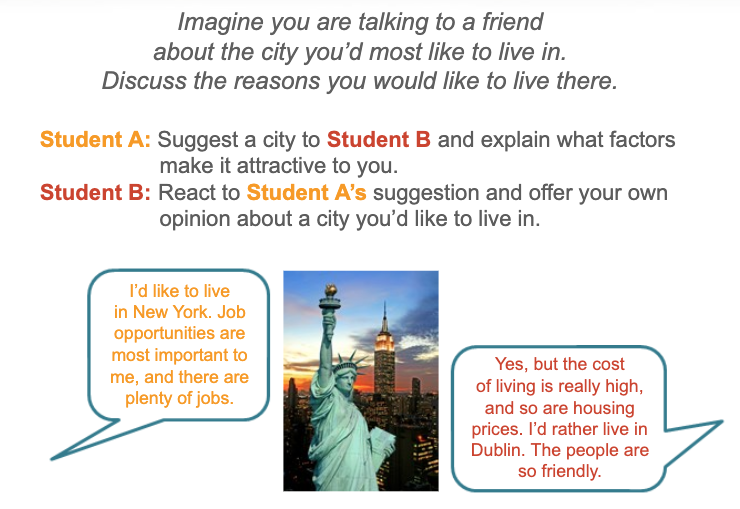 Imagine you are talking to a friend
about the city you'd most like to live in.
Discuss the reasons you would like to live there.
Student A: Suggest a city to Student B and explain what factors
make it attractive to you.
Student B: React to Student A's suggestion and offer your own
opinion about a city you'd like to live in.
I'd like to live
in New York. Job
opportunities are
most important to
me, and there are
plenty of jobs.
Yes, but the cost
of living is really high,
and so are housing
prices. I'd rather live in
Dublin. The people are
so friendly.